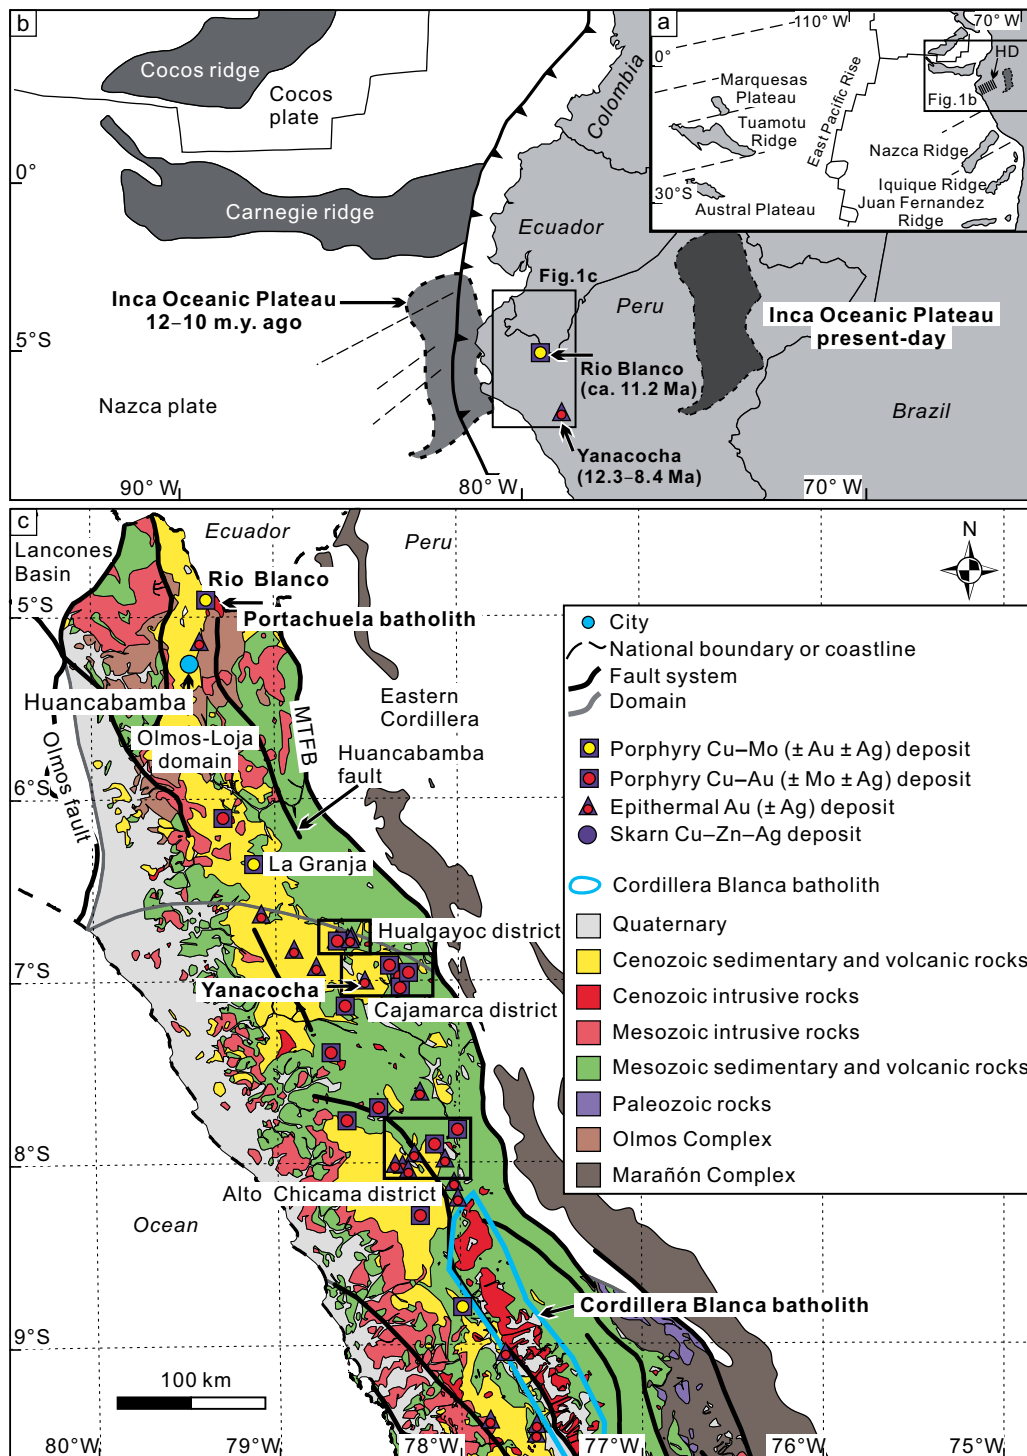 b
Cocos ridge
Cocos
plate
Colombia
0°
Carnegie ridge
Ecuador
Fig.1c
Inca Oceanic Plateau
12–10 m.y. ago
Peru
Inca Oceanic Plateau
present-day
5°S
Rio Blanco
(ca. 11.2 Ma)
Nazca plate
Brazil
Yanacocha
(12.3–8.4 Ma)
90° W
80° W
70° W
a
110° W
70° W
0°
HD
Marquesas
Plateau
East Pacific Rise
Fig.1b
Tuamotu
Ridge
Nazca Ridge
30°S
Iquique Ridge
Juan Fernandez
Ridge
Austral Plateau
c
Ecuador
Peru
N
Lancones
Basin
Rio Blanco
5°S
Portachuela batholith
Huancabamba
Eastern
Cordillera
Olmos-Loja
domain
MTFB
Huancabamba
fault
Olmos fault
6°S
La Granja
Hualgayoc district
7°S
Yanacocha
Cajamarca district
8°S
Alto Chicama district
Ocean
Cordillera Blanca batholith
9°S
100 km
80°W
79°W
78°W
77°W
76°W
75°W
City
National boundary or coastline
Fault system
Domain
Porphyry Cu–Mo (± Au ± Ag) deposit
Porphyry Cu–Au (± Mo ± Ag) deposit
Epithermal Au (± Ag) deposit
Skarn Cu–Zn–Ag deposit
Cordillera Blanca batholith
Quaternary
Cenozoic sedimentary and volcanic rocks
Cenozoic intrusive rocks
Mesozoic intrusive rocks
Mesozoic sedimentary and volcanic rocks
Paleozoic rocks
Olmos Complex
Marañón Complex